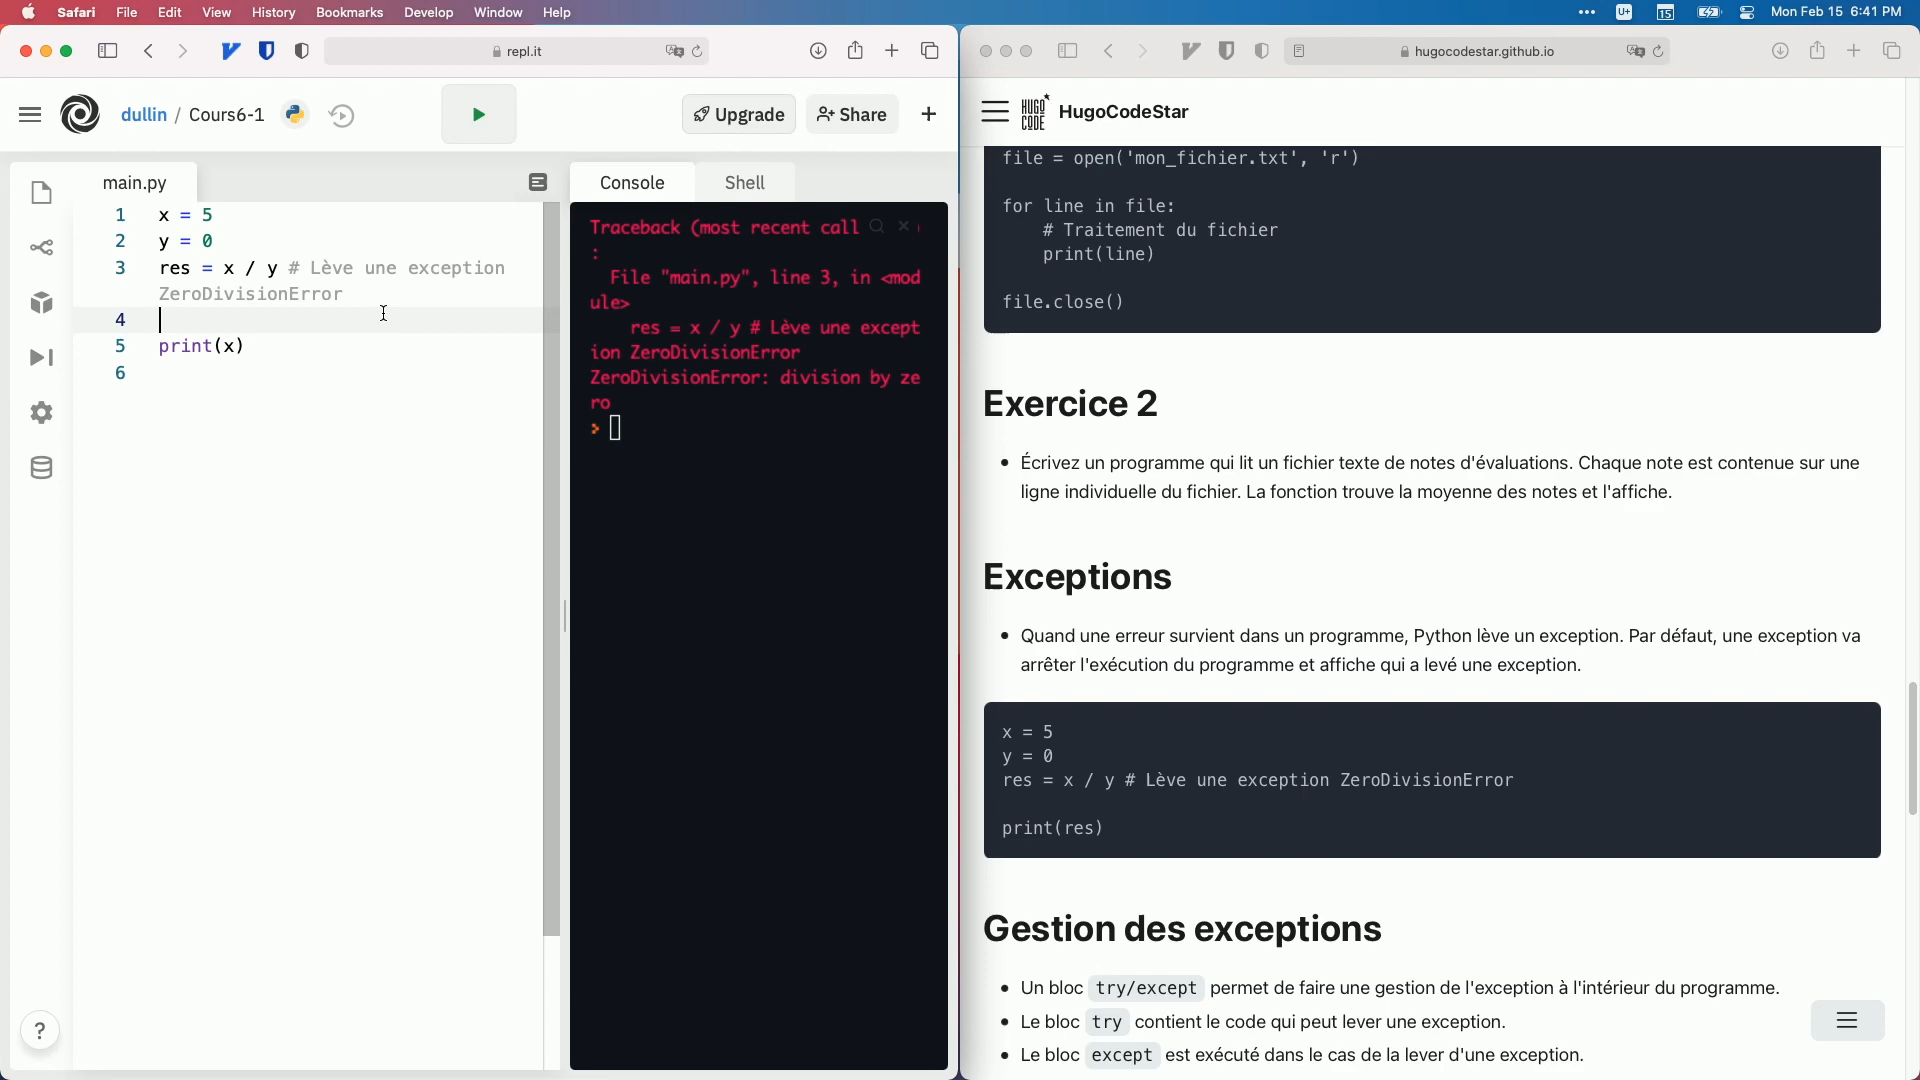 Safari File Edit View History Bookmarks Develop Window Help
U+ 15 Mon Feb 15 6:41 PM
repl.it
dullin / Cours6-1
Upgrade
Share
main.py
1 x = 5
2 y = 0
3 res = x / y # Lève une exception
ZeroDivisionError
4
5 print(x)
6
?
Console
Shell
Traceback (most recent call
:
File "main.py", line 3, in <mod
ule>
res = x / y # Lève une except
ion ZeroDivisionError
ZeroDivisionError: division by ze
ro
hugocodestar.github.io
HUGO
CODE
HugoCodeStar
file = open('mon_fichier.txt', 'r')
for line in file:
# Traitement du fichier
print(line)
file.close()
Exercice 2
• Écrivez un programme qui lit un fichier texte de notes d'évaluations. Chaque note est contenue sur une
ligne individuelle du fichier. La fonction trouve la moyenne des notes et l'affiche.
Exceptions
• Quand une erreur survient dans un programme, Python lève un exception. Par défaut, une exception va
arrêter l'exécution du programme et affiche qui a levé une exception.
x = 5
y = 0
res = x / y # Lève une exception ZeroDivisionError
print(res)
Gestion des exceptions
• Un bloc try/except permet de faire une gestion de l'exception à l'intérieur du programme.
• Le bloc try contient le code qui peut lever une exception.
• Le bloc except est exécuté dans le cas de la lever d'une exception.